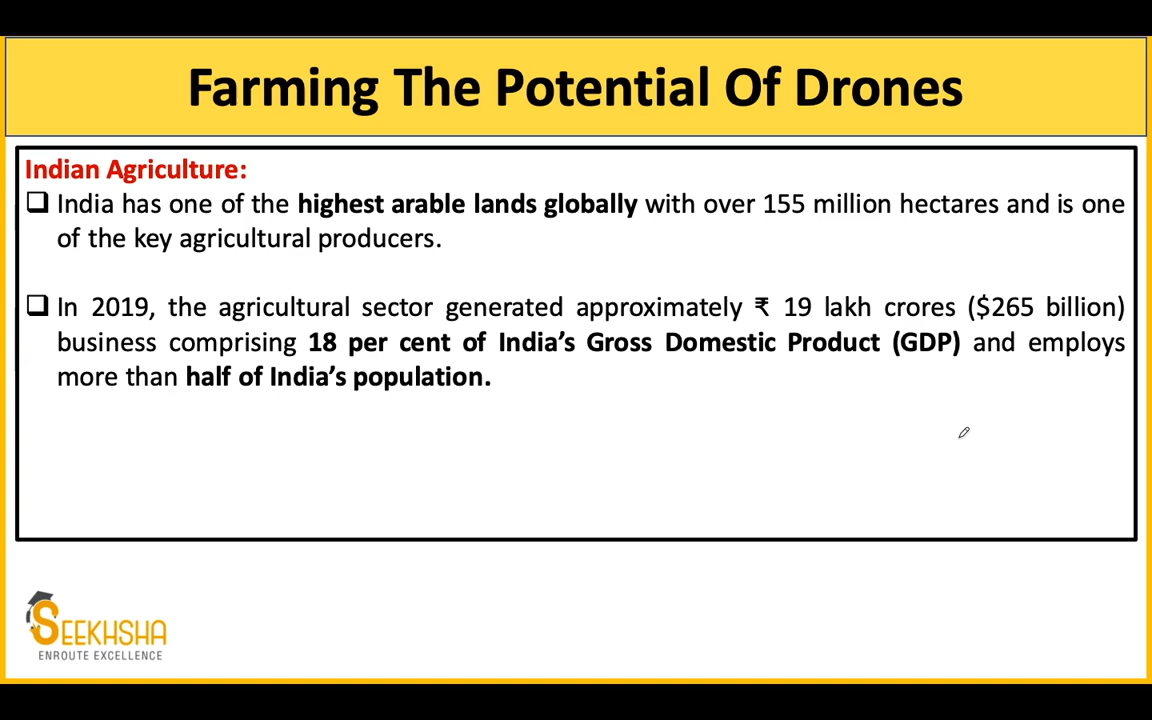 Farming The Potential Of Drones
Indian Agriculture:
❑ India has one of the highest arable lands globally with over 155 million hectares and is one
of the key agricultural producers.
❑ In 2019, the agricultural sector generated approximately ₹ 19 lakh crores ($265 billion)
business comprising 18 per cent of India’s Gross Domestic Product (GDP) and employs
more than half of India’s population.
SEEKHSHA
ENROUTE EXCELLENCE